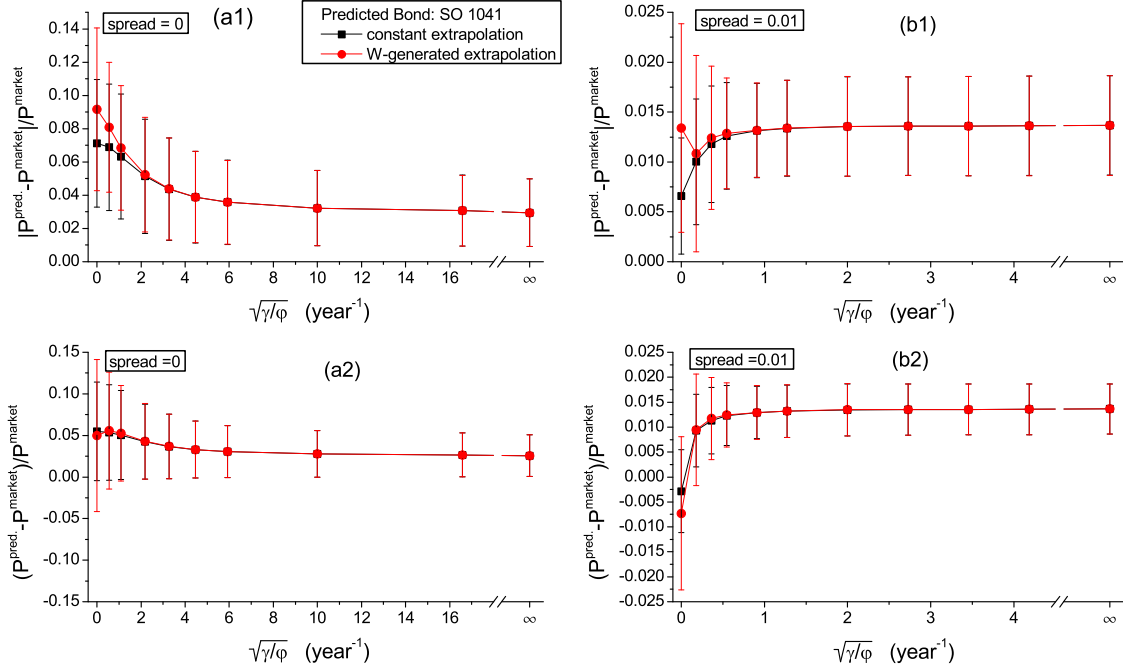 (a1)
spread = 0
Predicted Bond: SO 1041
constant extrapolation
W-generated extrapolation
|P^pred.-P^market|/P^market
0.14
0.12
0.10
0.08
0.06
0.04
0.02
0.00
0 2 4 6 8 10 12 14 16 ∞
√γ/φ (year^-1)
(b1)
spread = 0.01
|P^pred.-P^market|/P^market
0.025
0.020
0.015
0.010
0.005
0.000
0 1 2 3 4 ∞
√γ/φ (year^-1)
(a2)
spread =0
(P^pred.-P^market)/P^market
0.15
0.10
0.05
0.00
-0.05
-0.10
-0.15
0 2 4 6 8 10 12 14 16 ∞
√γ/φ (year^-1)
(b2)
spread =0.01
(P^pred.-P^market)/P^market
0.025
0.020
0.015
0.010
0.005
0.000
-0.005
-0.010
-0.015
-0.020
-0.025
0 1 2 3 4 ∞
√γ/φ (year^-1)